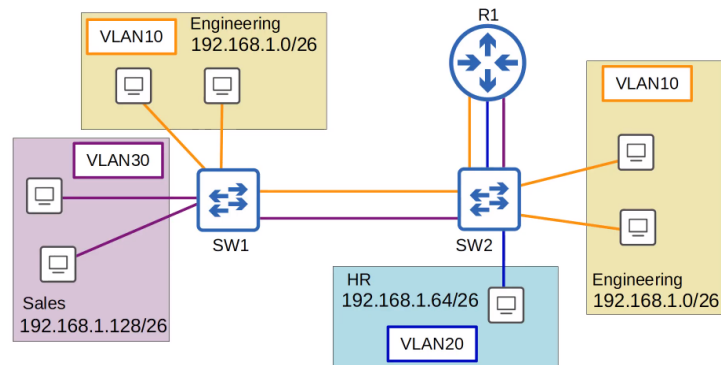 VLAN10
Engineering
192.168.1.0/26
R1
VLAN10
VLAN30
SW1
SW2
Sales
192.168.1.128/26
HR
192.168.1.64/26
VLAN20
Engineering
192.168.1.0/26